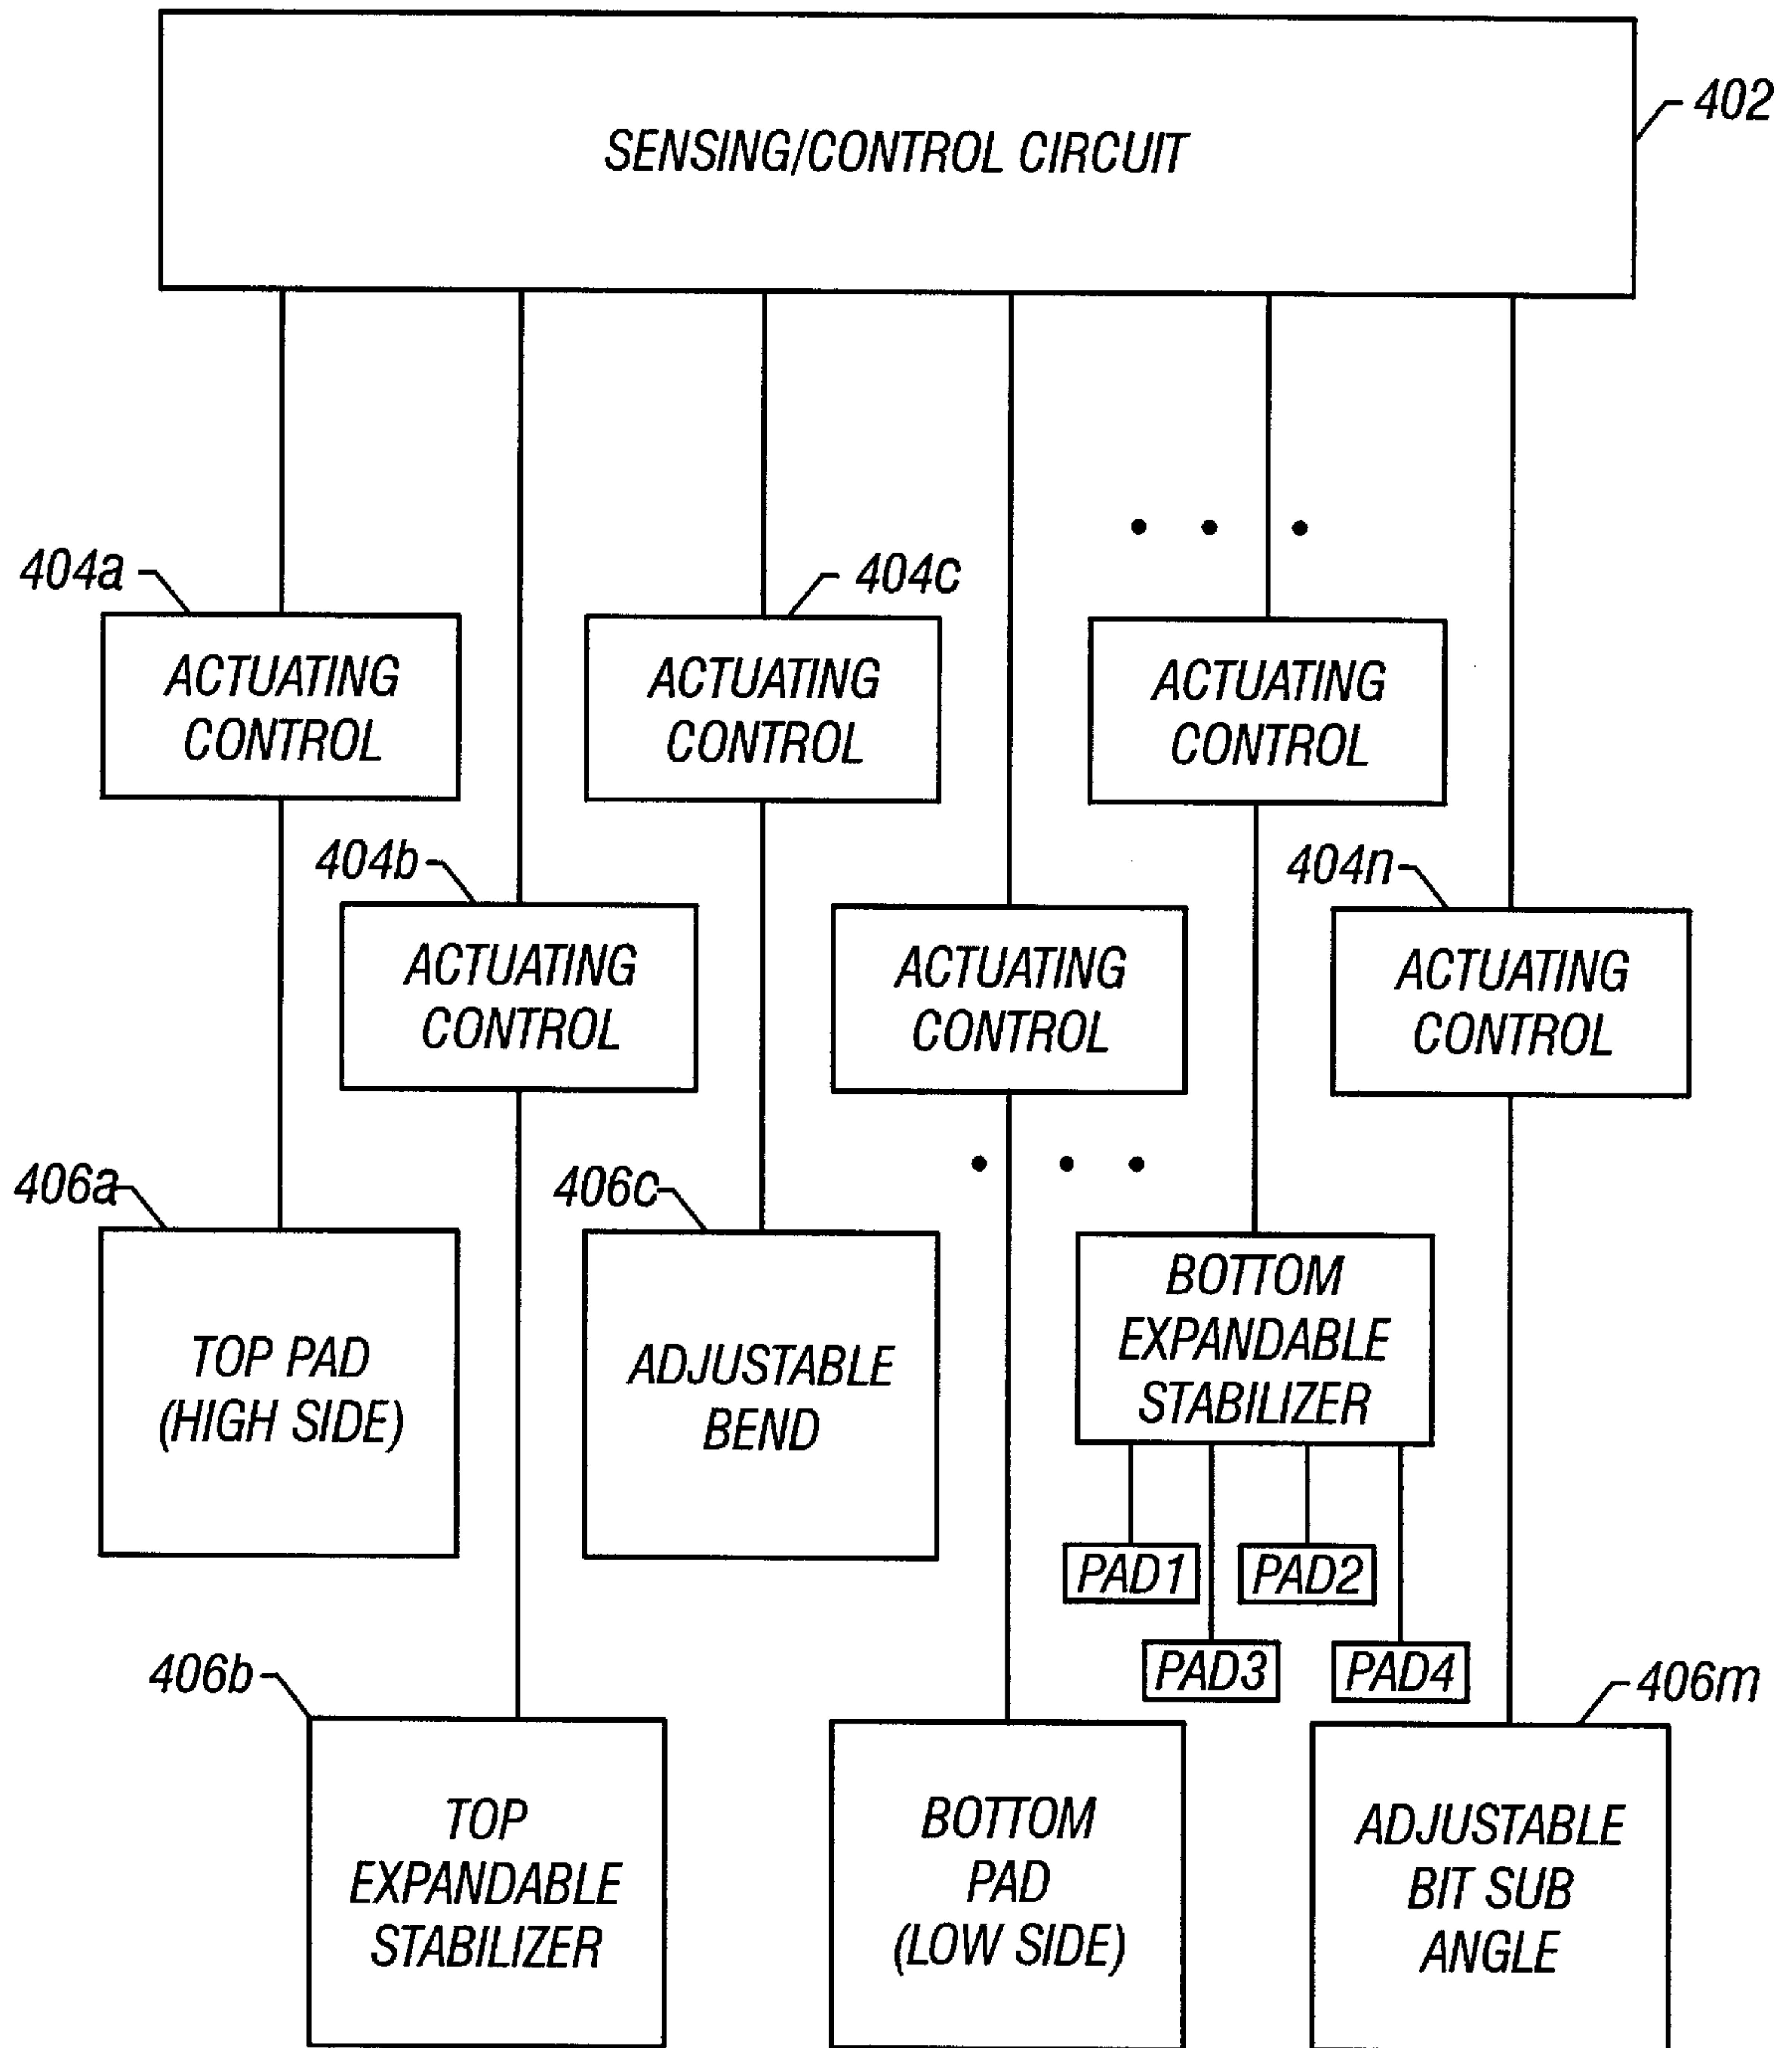 SENSING/CONTROL CIRCUIT
402
404a
404c
ACTUATING
CONTROL
ACTUATING
CONTROL
ACTUATING
CONTROL
404b
404n
ACTUATING
CONTROL
ACTUATING
CONTROL
ACTUATING
CONTROL
406a
406c
TOP PAD
(HIGH SIDE)
ADJUSTABLE
BEND
BOTTOM
EXPANDABLE
STABILIZER
PAD1
PAD2
PAD3
PAD4
406b
406m
TOP
EXPANDABLE
STABILIZER
BOTTOM
PAD
(LOW SIDE)
ADJUSTABLE
BIT SUB
ANGLE